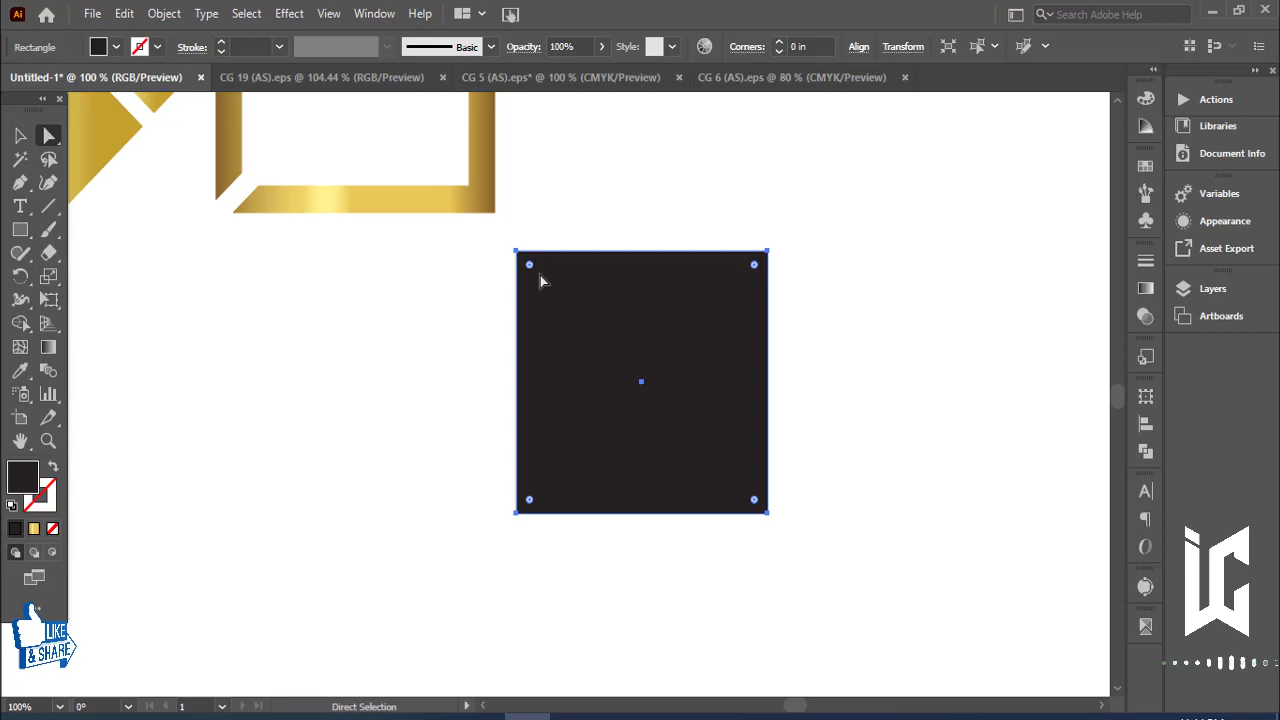 Ai File Edit Object Type Select Effect View Window Help Search Adobe Help
Rectangle Stroke: Basic Opacity: 100% Style: Corners: 0 in Align Transform
Untitled-1* @ 100 % (RGB/Preview) CG 19 (AS).eps @ 104.44 % (RGB/Preview) CG 5 (AS).eps* @ 100 % (CMYK/Preview) CG 6 (AS).eps @ 80 % (CMYK/Preview)
Actions
Libraries
Document Info
Variables
Appearance
Asset Export
Layers
Artboards
LIKE
& SHARE
100% 0° 1 Direct Selection